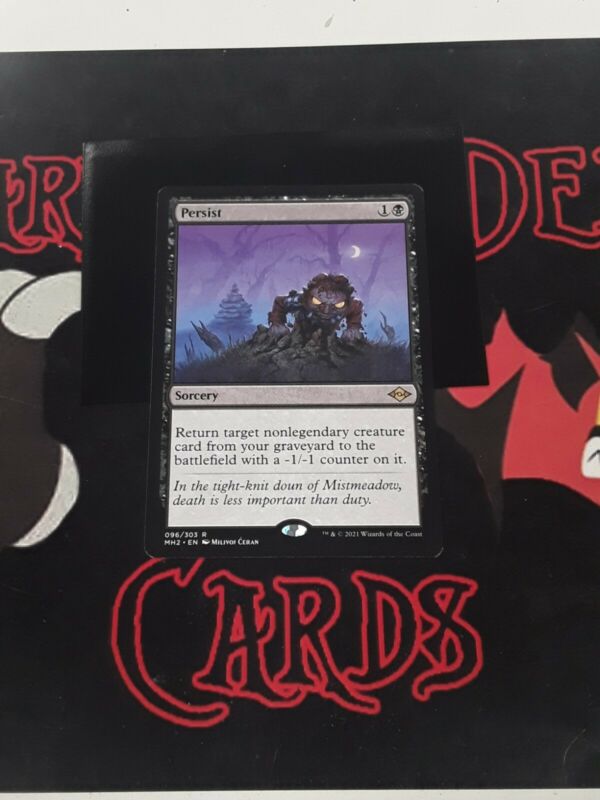 Persist 1
Sorcery
Return target nonlegendary creature
card from your graveyard to the
battlefield with a -1/-1 counter on it.
In the tight-knit doun of Mistmeadow,
death is less important than duty.
096/303 R
MH2 • EN Milivoj Ćeran
™ & © 2021 Wizards of the Coast
CARDS